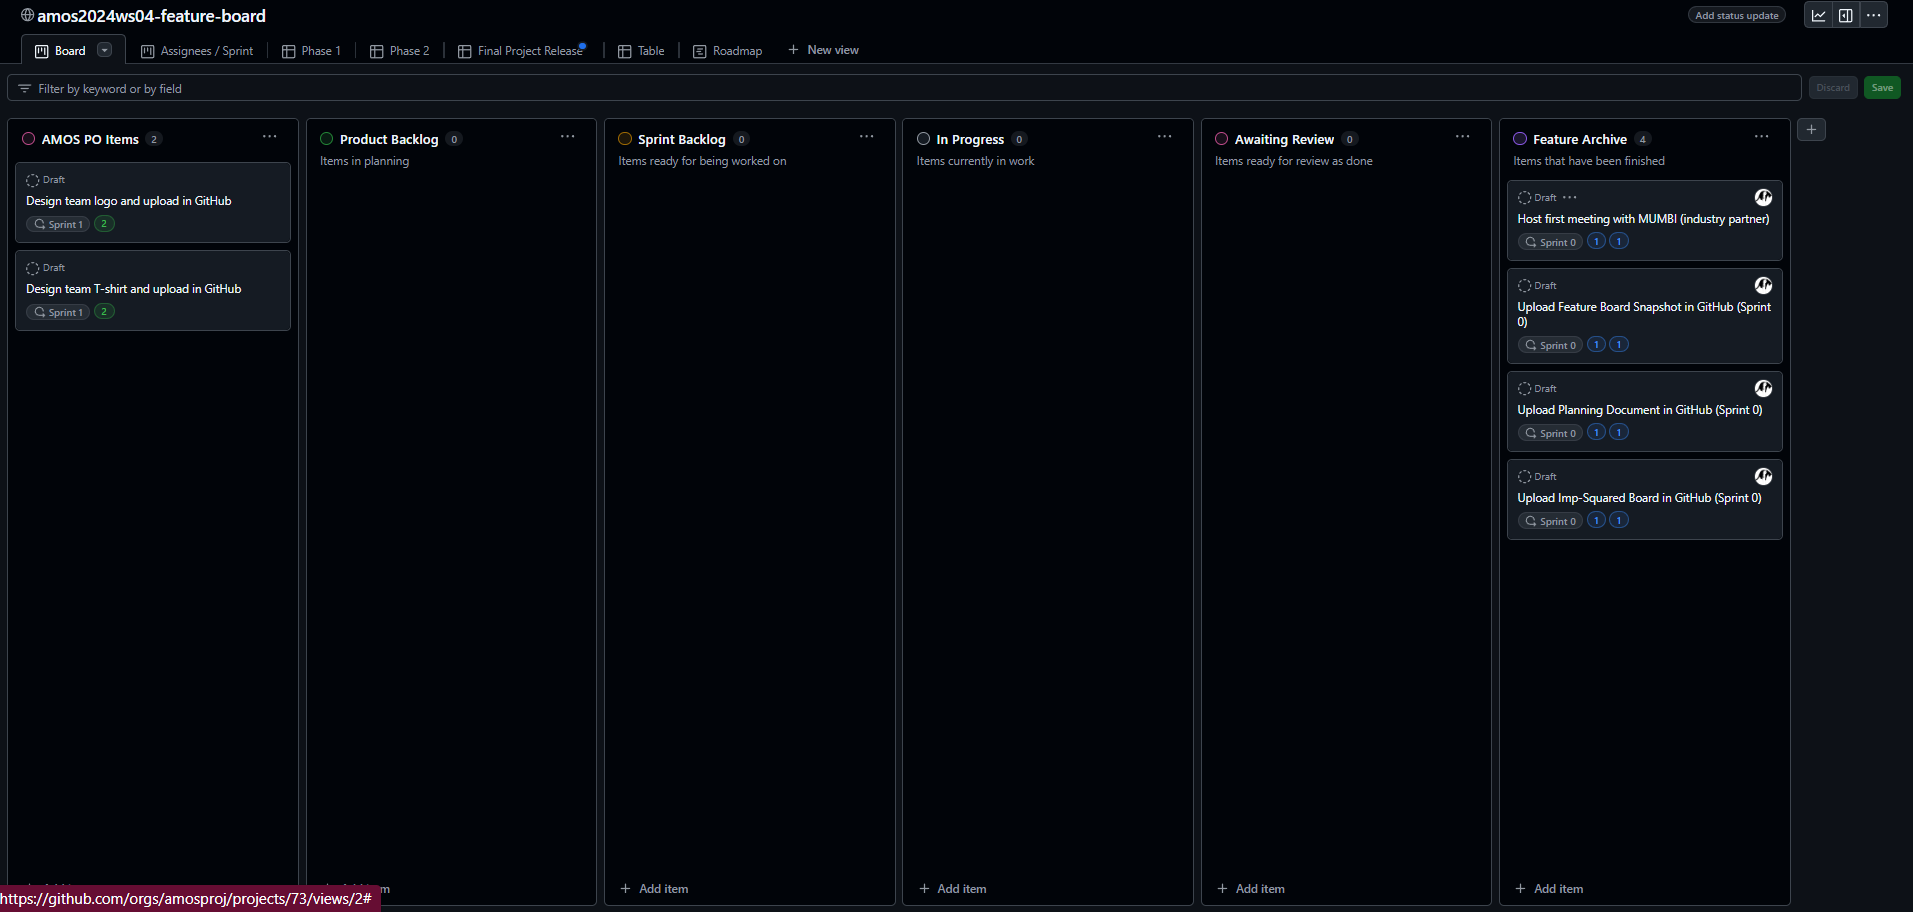 amos2024ws04-feature-board
Add status update
Board
Assignees / Sprint
Phase 1
Phase 2
Final Project Release
Table
Roadmap
New view
Filter by keyword or by field
Discard
Save
AMOS PO Items 2
Draft
Design team logo and upload in GitHub
Sprint 1 2
Draft
Design team T-shirt and upload in GitHub
Sprint 1 2
Product Backlog 0
Items in planning
Sprint Backlog 0
Items ready for being worked on
Add item
In Progress 0
Items currently in work
Add item
Awaiting Review 0
Items ready for review as done
Add item
Feature Archive 4
Items that have been finished
Draft
Host first meeting with MUMBI (industry partner)
Sprint 0 1 1
Draft
Upload Feature Board Snapshot in GitHub (Sprint
0)
Sprint 0 1 1
Draft
Upload Planning Document in GitHub (Sprint 0)
Sprint 0 1 1
Draft
Upload Imp-Squared Board in GitHub (Sprint 0)
Sprint 0 1 1
Add item
https://github.com/orgs/amosproj/projects/73/views/2#